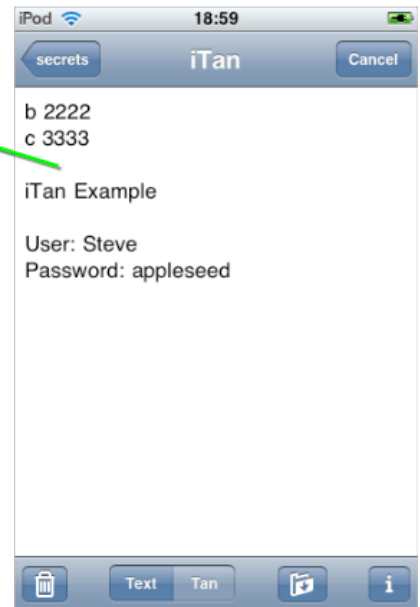 iPod 18:59
secrets iTan Cancel
b 2222
c 3333
iTan Example
User: Steve
Password: appleseed
Text Tan i